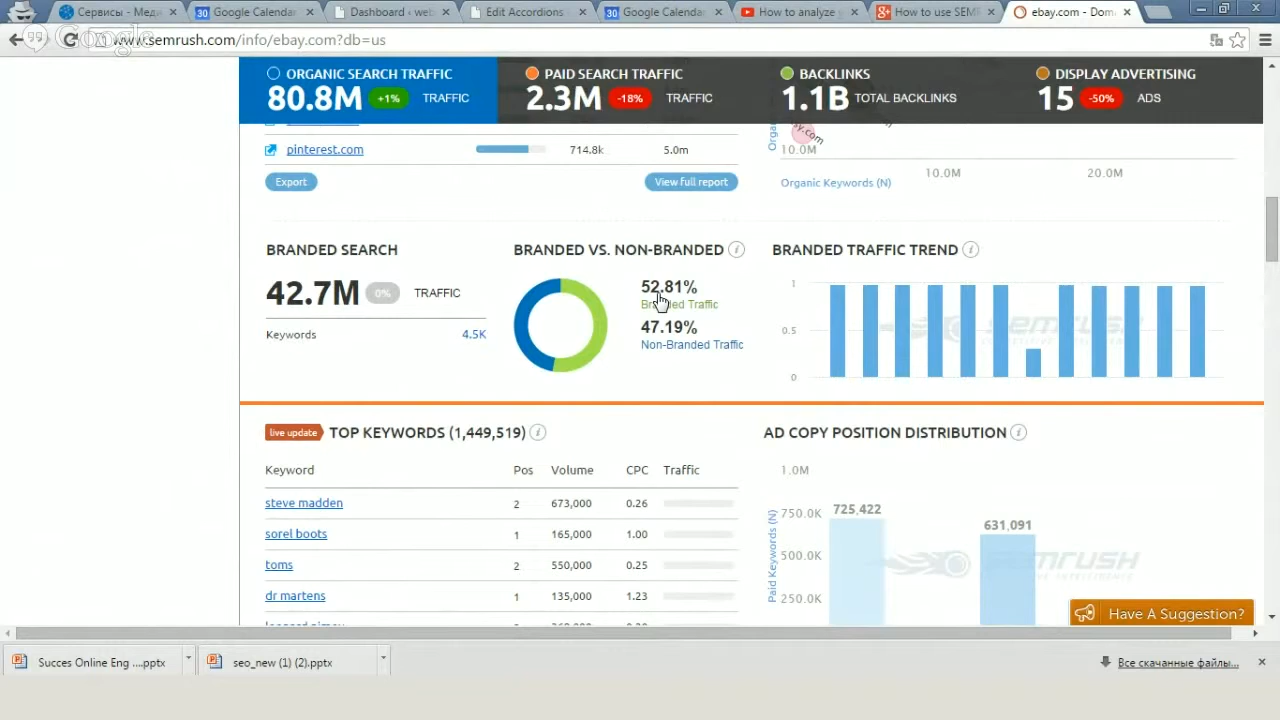 Сервисы - Меди
Google Calendar
Dashboard ‹ web
Edit Accordions
Google Calendar
How to analyze
How to use SEM
ebay.com - Dom
Google
www.semrush.com/info/ebay.com?db=us
ORGANIC SEARCH TRAFFIC
80.8M +1% TRAFFIC
PAID SEARCH TRAFFIC
2.3M -18% TRAFFIC
BACKLINKS
1.1B TOTAL BACKLINKS
DISPLAY ADVERTISING
15 -50% ADS
pinterest.com 714.8k 5.0m
Export
View full report
10.0M
10.0M 20.0M
Organic Keywords (N)
BRANDED SEARCH
42.7M 0% TRAFFIC
Keywords 4.5K
BRANDED VS. NON-BRANDED
52.81%
Branded Traffic
47.19%
Non-Branded Traffic
BRANDED TRAFFIC TREND
1
0.5
0
semrush
live update TOP KEYWORDS (1,449,519)
Keyword Pos Volume CPC Traffic
steve madden 2 673,000 0.26
sorel boots 1 165,000 1.00
toms 2 550,000 0.25
dr martens 1 135,000 1.23
AD COPY POSITION DISTRIBUTION
1.0M
750.0K
500.0K
250.0K
Paid Keywords (N)
725,422
631,091
semrush
Have A Suggestion?
Succes Online Eng ....pptx
seo_new (1) (2).pptx
Все скачанные файлы...